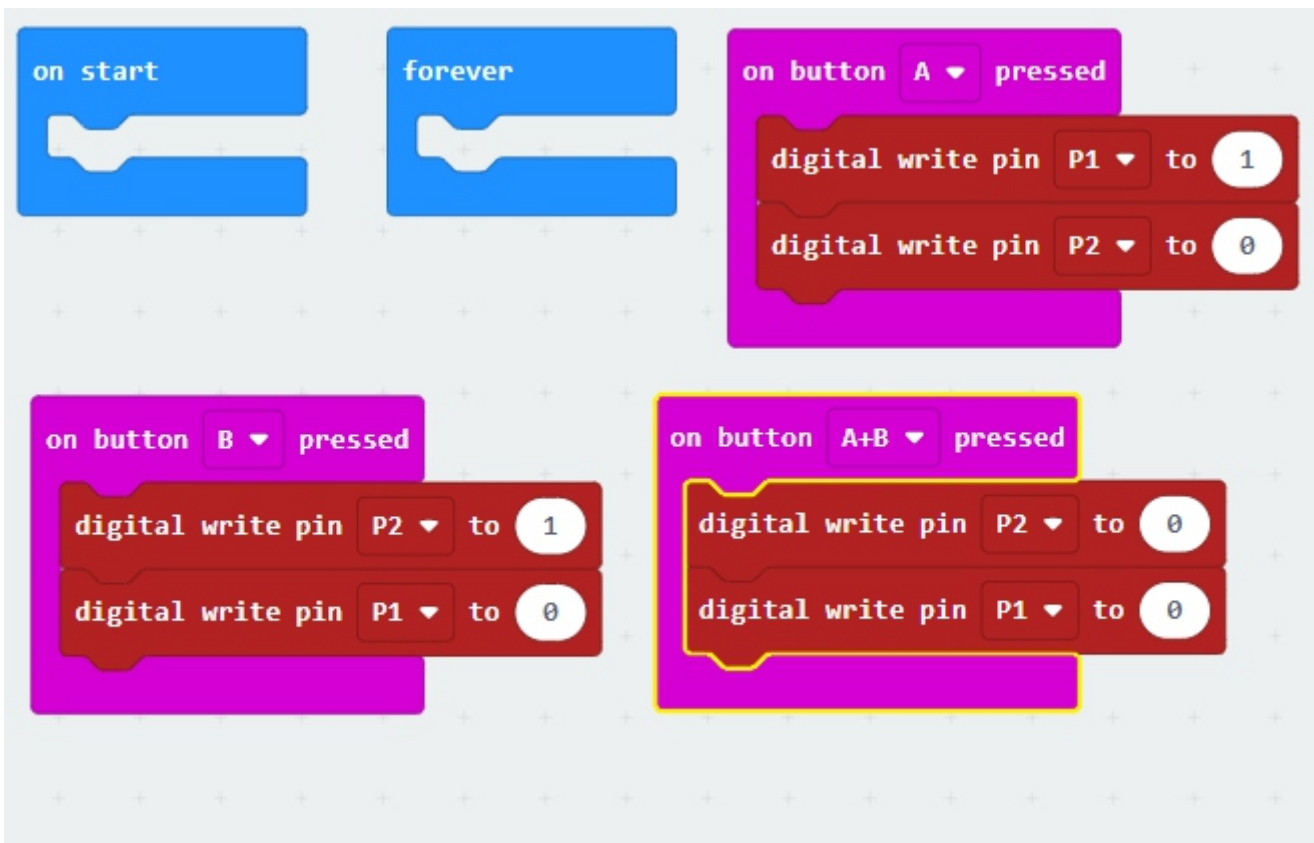 on start
forever
on button A pressed
digital write pin P1 to 1
digital write pin P2 to 0
on button B pressed
digital write pin P2 to 1
digital write pin P1 to 0
on button A+B pressed
digital write pin P2 to 0
digital write pin P1 to 0